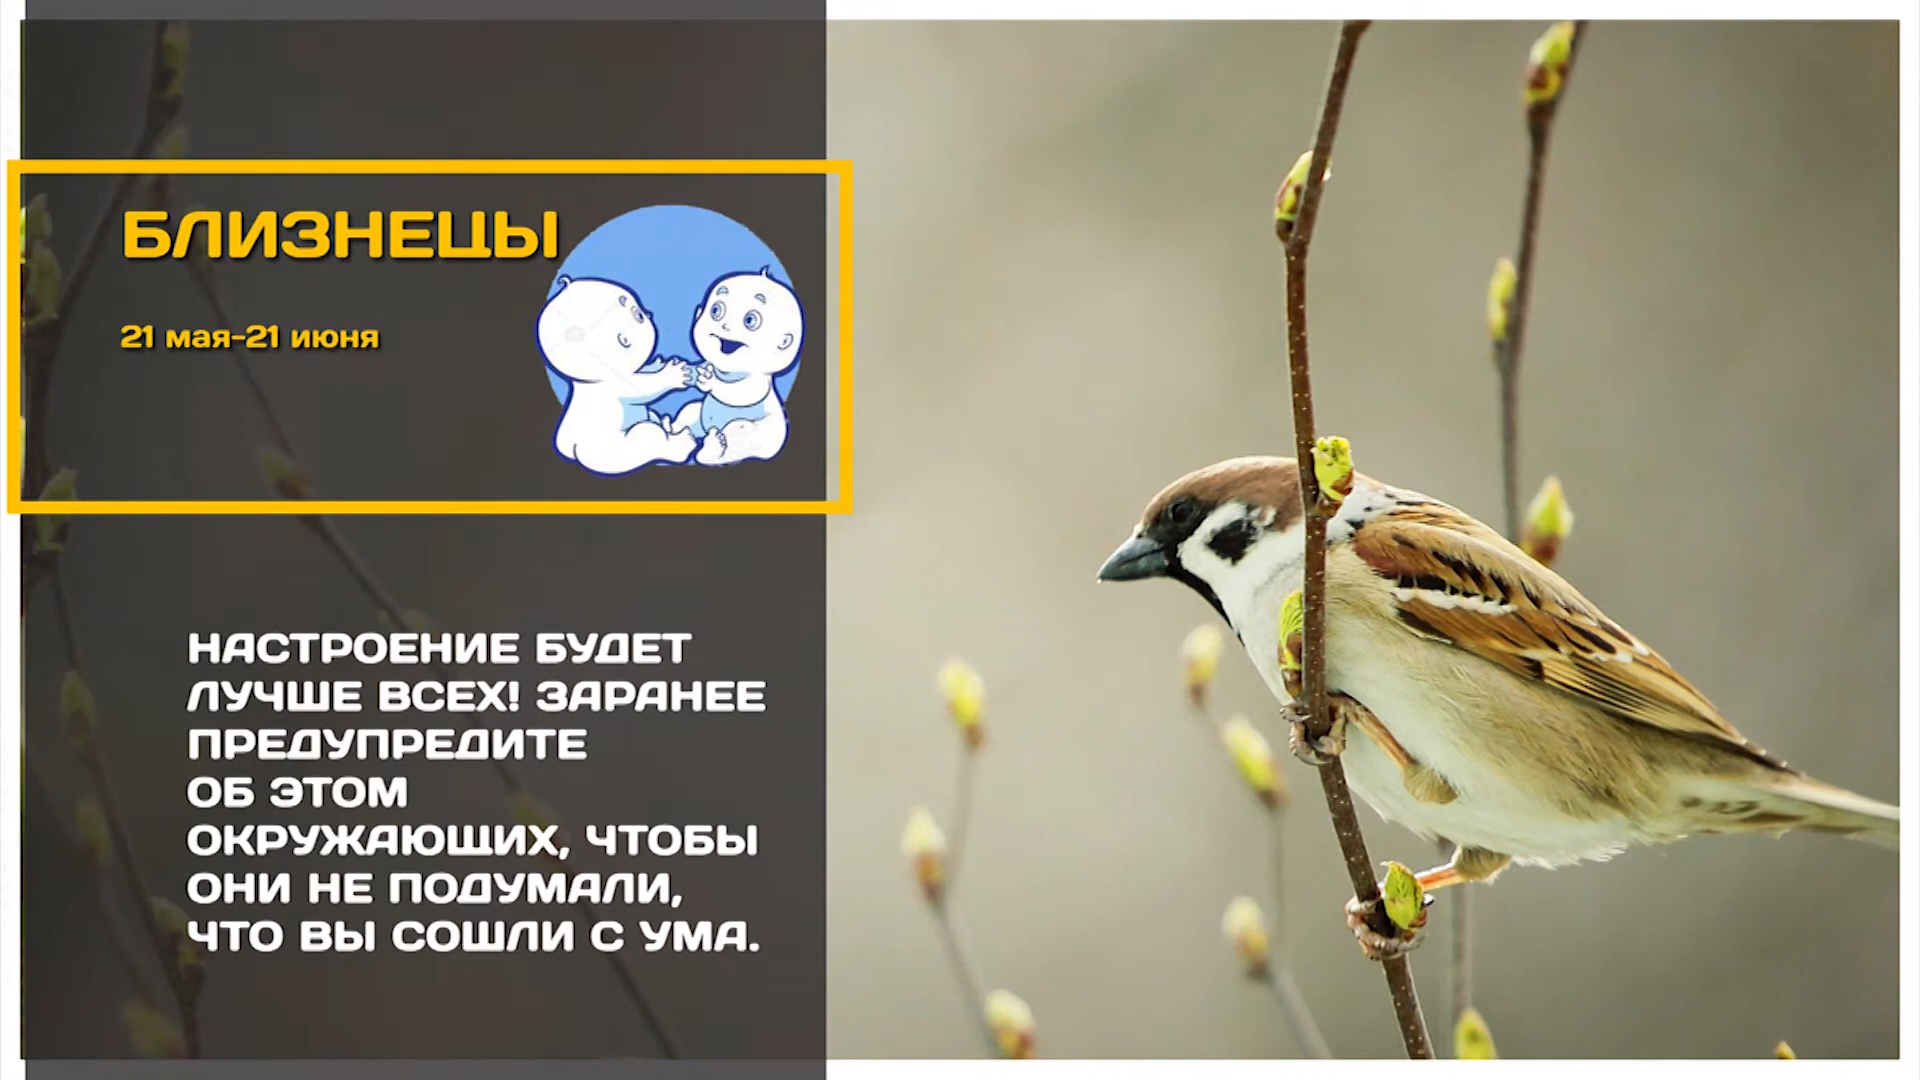 БЛИЗНЕЦЫ
21 мая-21 июня
НАСТРОЕНИЕ БУДЕТ
ЛУЧШЕ ВСЕХ! ЗАРАНЕЕ
ПРЕДУПРЕДИТЕ
ОБ ЭТОМ
ОКРУЖАЮЩИХ, ЧТОБЫ
ОНИ НЕ ПОДУМАЛИ,
ЧТО ВЫ СОШЛИ С УМА.